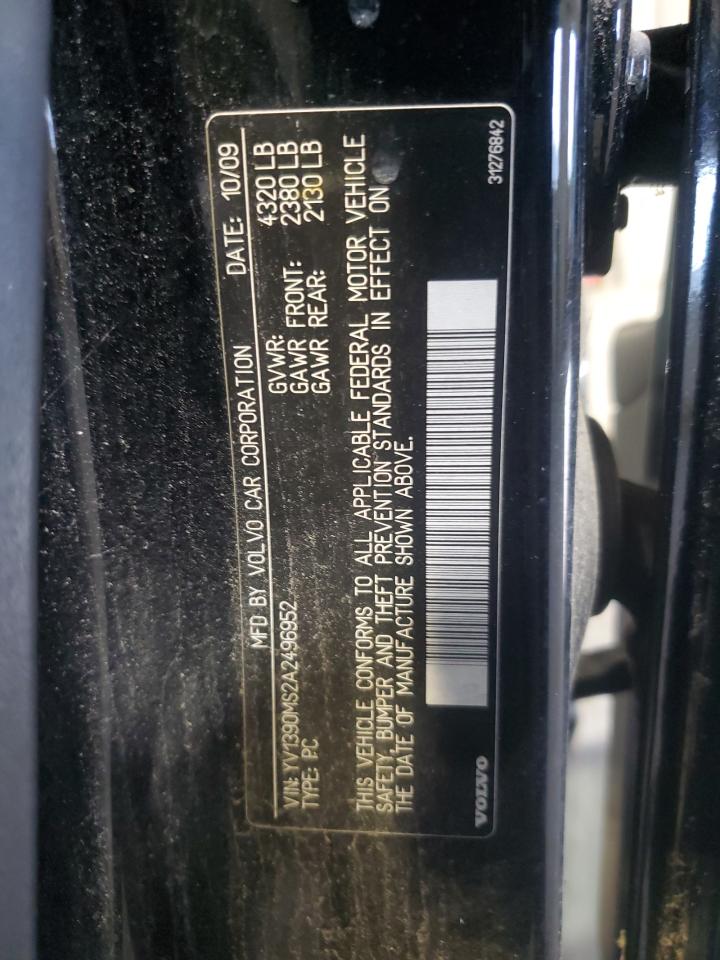 MFD BY VOLVO CAR CORPORATION DATE: 10/09
GVWR: 4320 LB
GAWR FRONT: 2380 LB
GAWR REAR: 2130 LB
VIN: YV1390MS2A2496952
TYPE: PC
THIS VEHICLE CONFORMS TO ALL APPLICABLE FEDERAL MOTOR VEHICLE
SAFETY, BUMPER AND THEFT PREVENTION STANDARDS IN EFFECT ON
THE DATE OF MANUFACTURE SHOWN ABOVE.
VOLVO
31276842